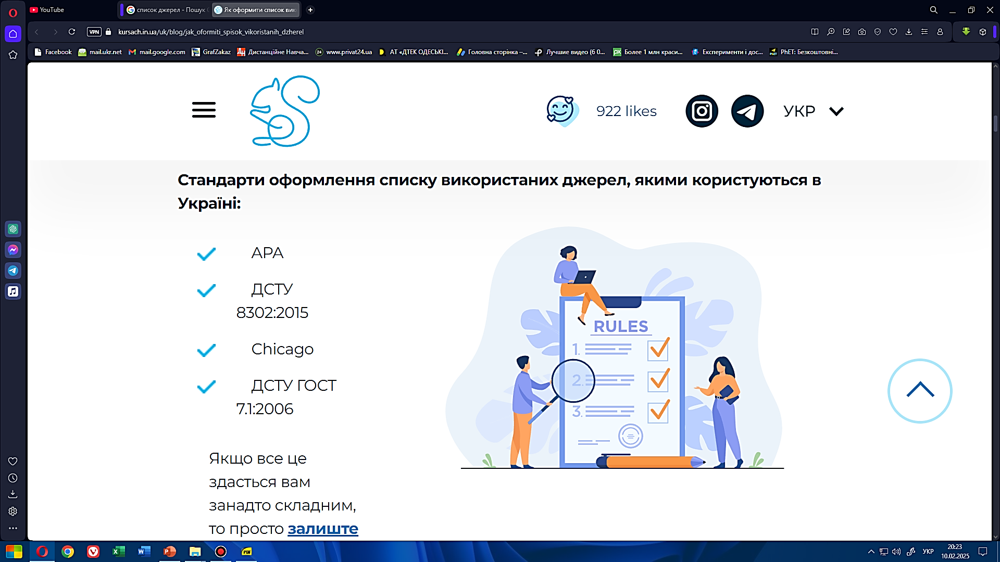 YouTube
список джерел - Пошук
Як оформити список вик
VPN
kursach.in.ua/uk/blog/jak_oformiti_spisok_vikoristanih_dzherel
Facebook
mail.ukr.net
mail.google.com
GrafZakaz
Дистанційне Навча...
www.privat24.ua
АТ «ДТЕК ОДЕСЬКІ...
Головна сторінка –...
Лучшие видео (6 0...
Более 1 млн краси...
Експерименти і дос...
PhET: Безкоштовні...
922 likes
УКР
Стандарти оформлення списку використаних джерел, якими користуються в
Україні:
APA
ДСТУ
8302:2015
Chicago
ДСТУ ГОСТ
7.1:2006
Якщо все це
здасться вам
занадто складним,
то просто залиште
RULES
1.
2.
3.
УКР
20:23
10.02.2025